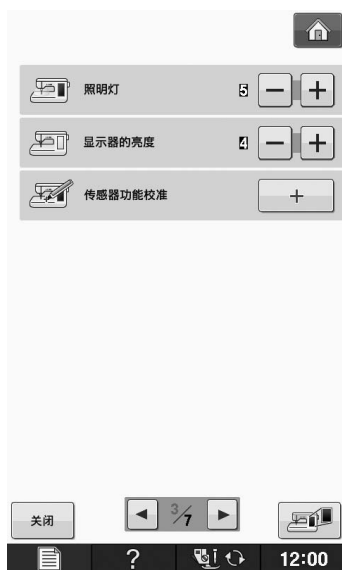 照明灯 5 − +
显示器的亮度 4 − +
传感器功能校准 +
关闭 3/7
? 12:00